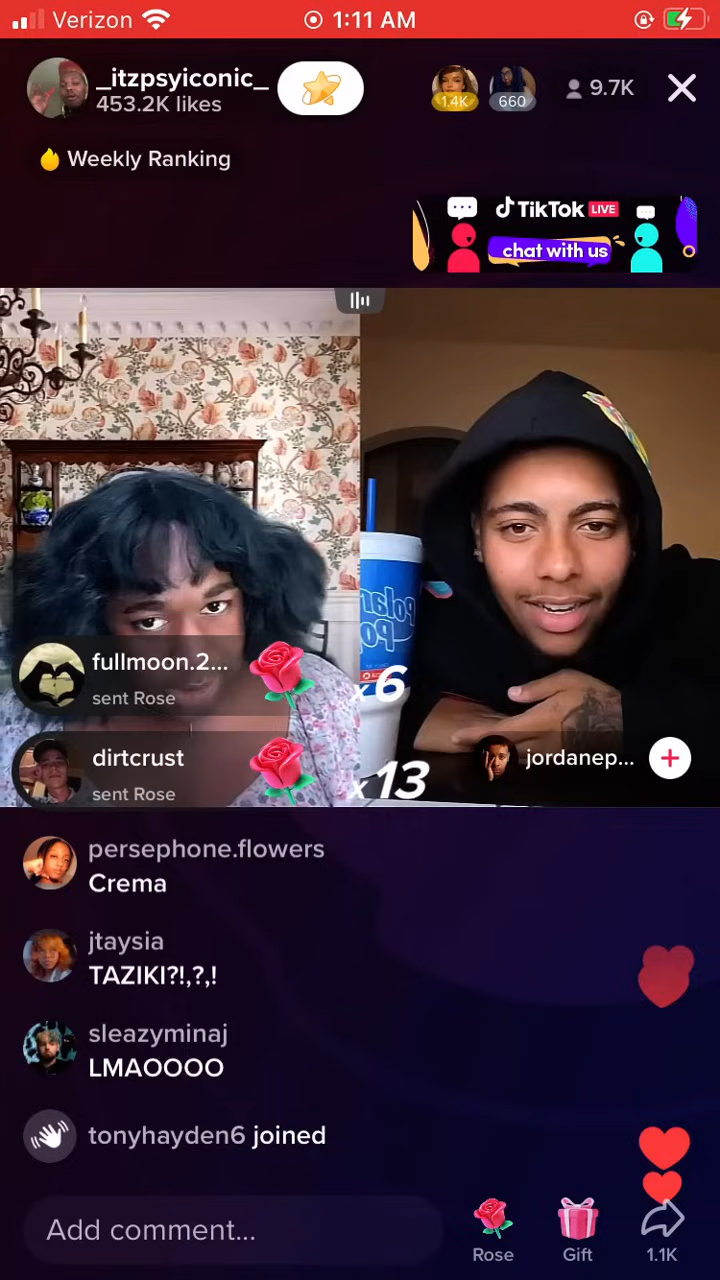 Verizon
1:11 AM
_itzpsyiconic_
453.2K likes
1.4K
660
9.7K
Weekly Ranking
TikTok LIVE
chat with us
Polar
Pop
fullmoon.2...
sent Rose
x6
dirtcrust
sent Rose
x13
jordanep...
persephone.flowers
Crema
jtaysia
TAZIKI?!,?,!
sleazyminaj
LMAOOOO
tonyhayden6 joined
Add comment...
Rose
Gift
1.1K